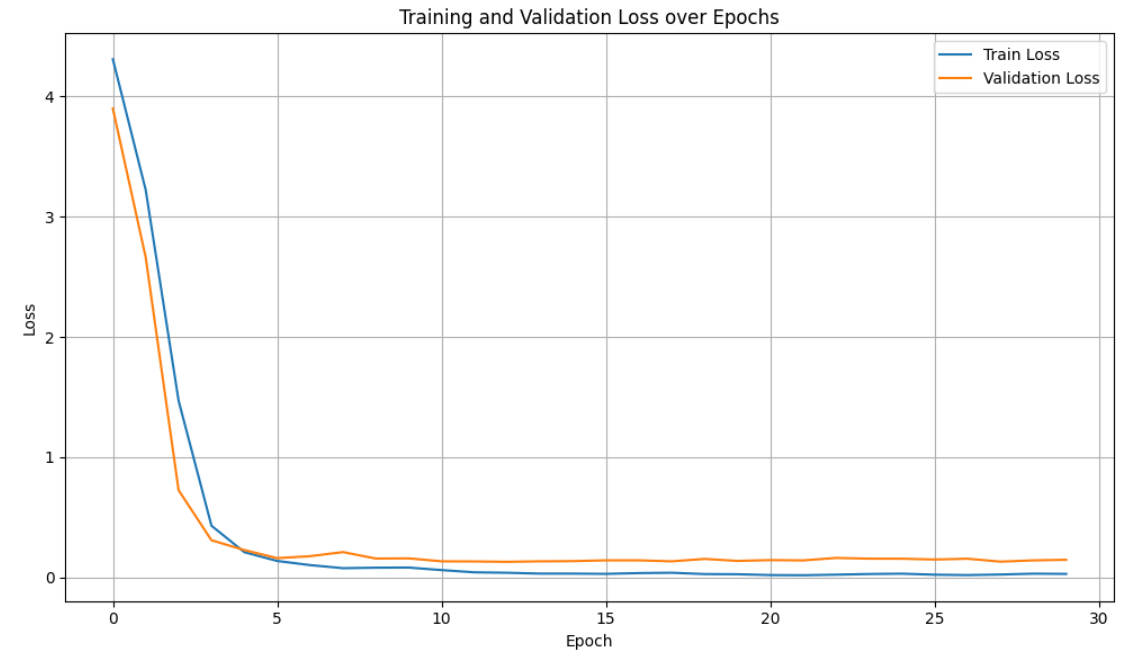 Training and Validation Loss over Epochs
Train Loss
Validation Loss
4
3
2
1
0
Loss
0 5 10 15 20 25 30
Epoch